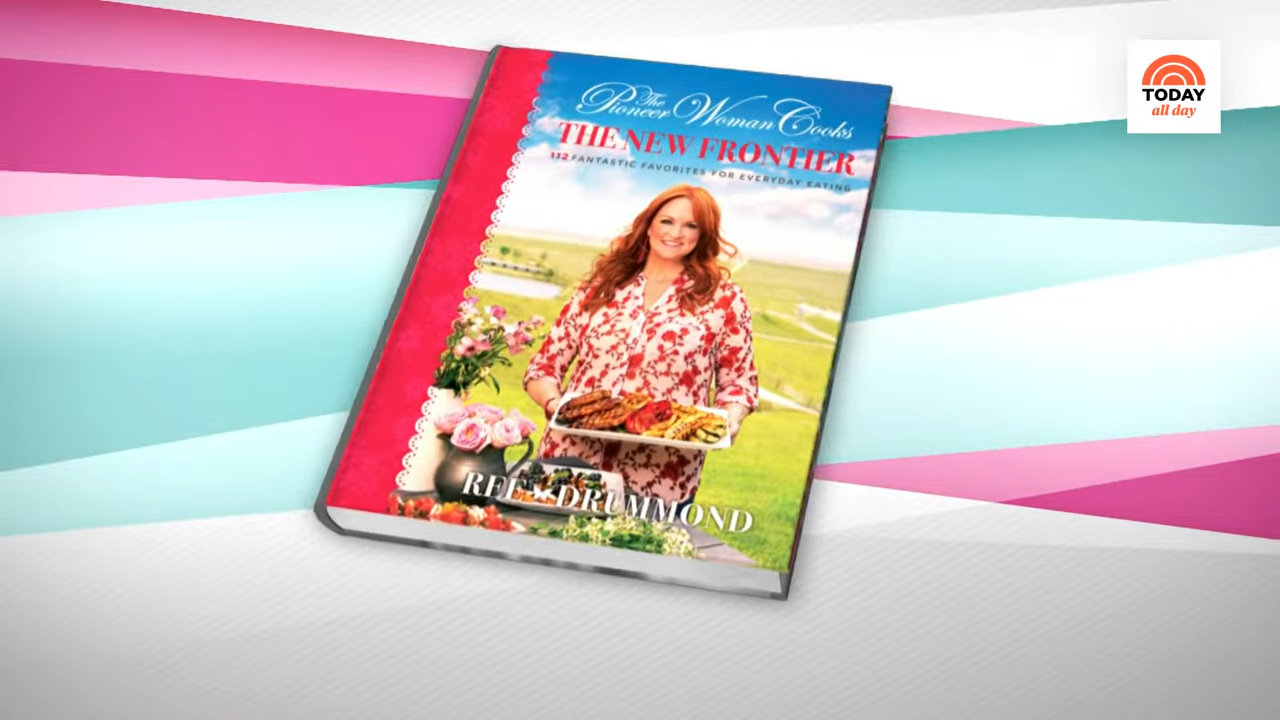 The
Pioneer Woman Cooks
THE NEW FRONTIER
112 FANTASTIC FAVORITES FOR EVERYDAY EATING
REE DRUMMOND
TODAY
all day